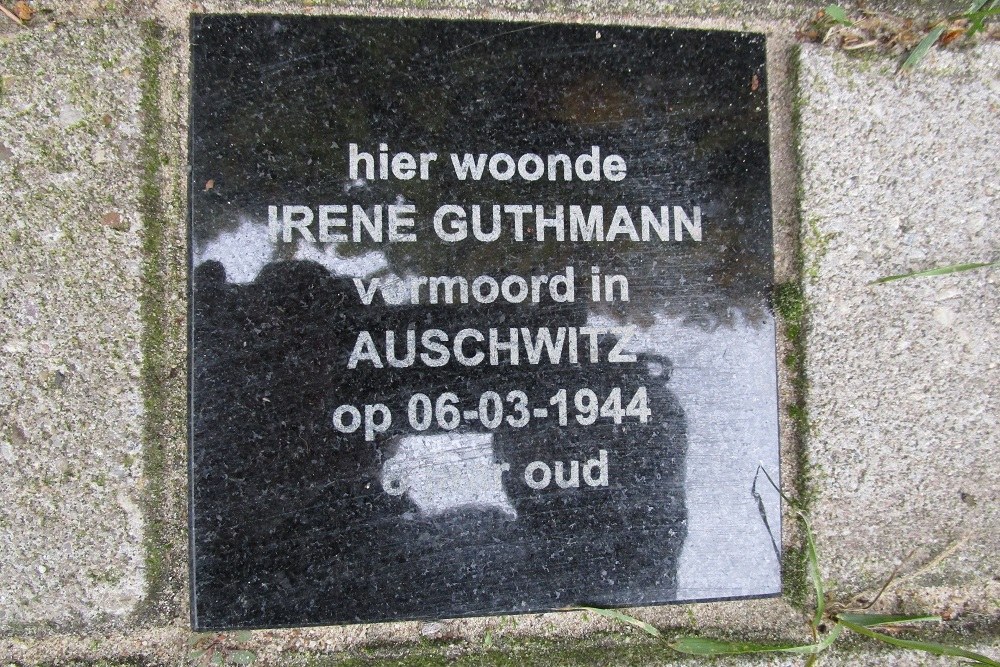 hier woonde
IRENE GUTHMANN
vermoord in
AUSCHWITZ
op 06-03-1944
oud